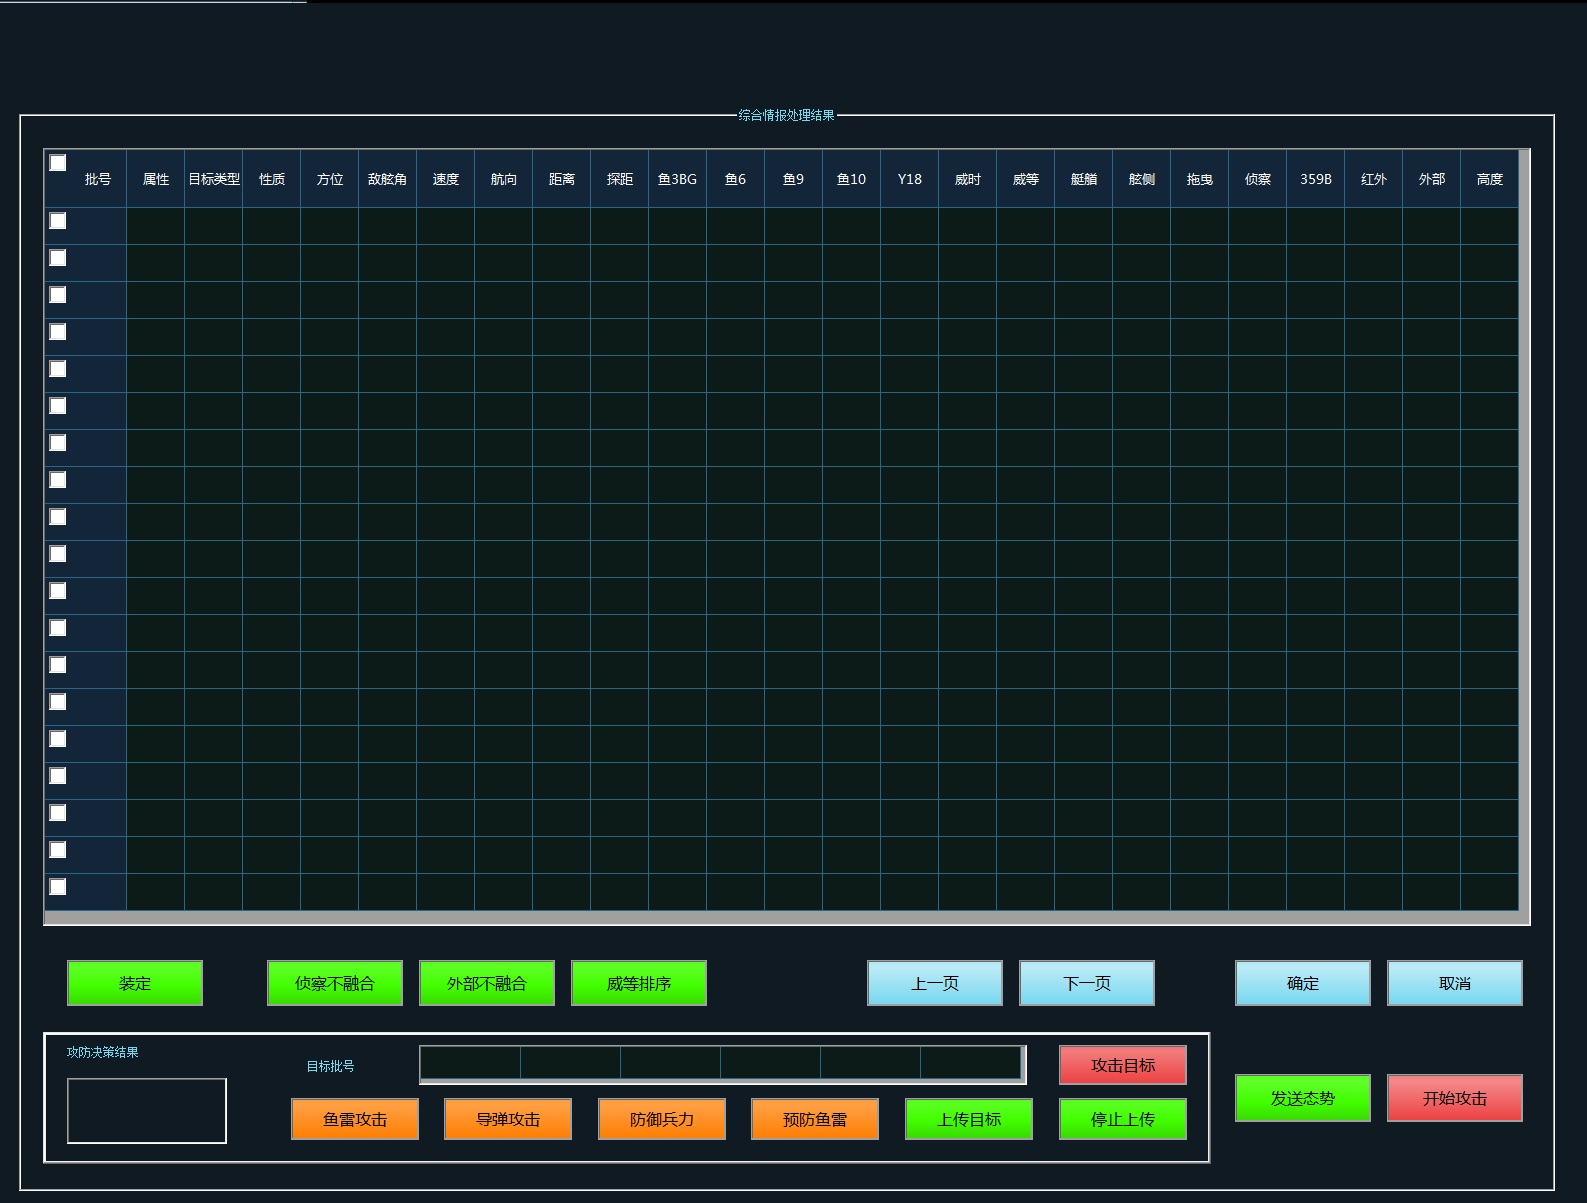 综合情报处理结果
批号 属性 目标类型 性质 方位 敌舷角 速度 航向 距离 探距 鱼3BG 鱼6 鱼9 鱼10 Y18 威时 威等 艇艏 舷侧 拖曳 侦察 359B 红外 外部 高度
装定 侦察不融合 外部不融合 威等排序 上一页 下一页 确定 取消
攻防决策结果
目标批号 攻击目标
鱼雷攻击 导弹攻击 防御兵力 预防鱼雷 上传目标 停止上传
发送态势 开始攻击